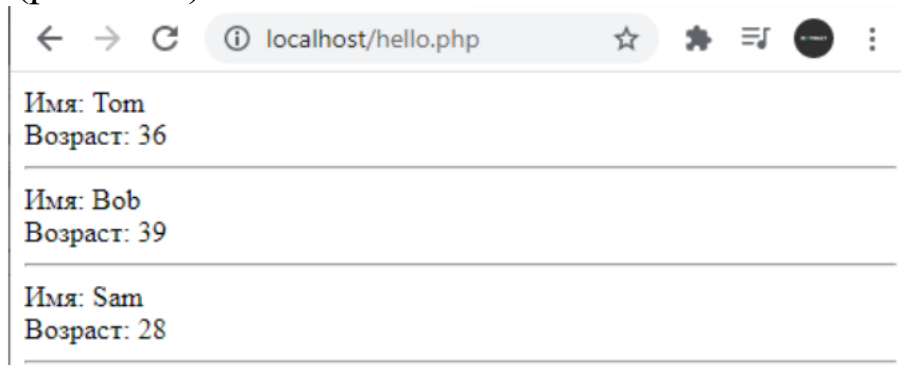 localhost/hello.php
Имя: Tom
Возраст: 36
Имя: Bob
Возраст: 39
Имя: Sam
Возраст: 28